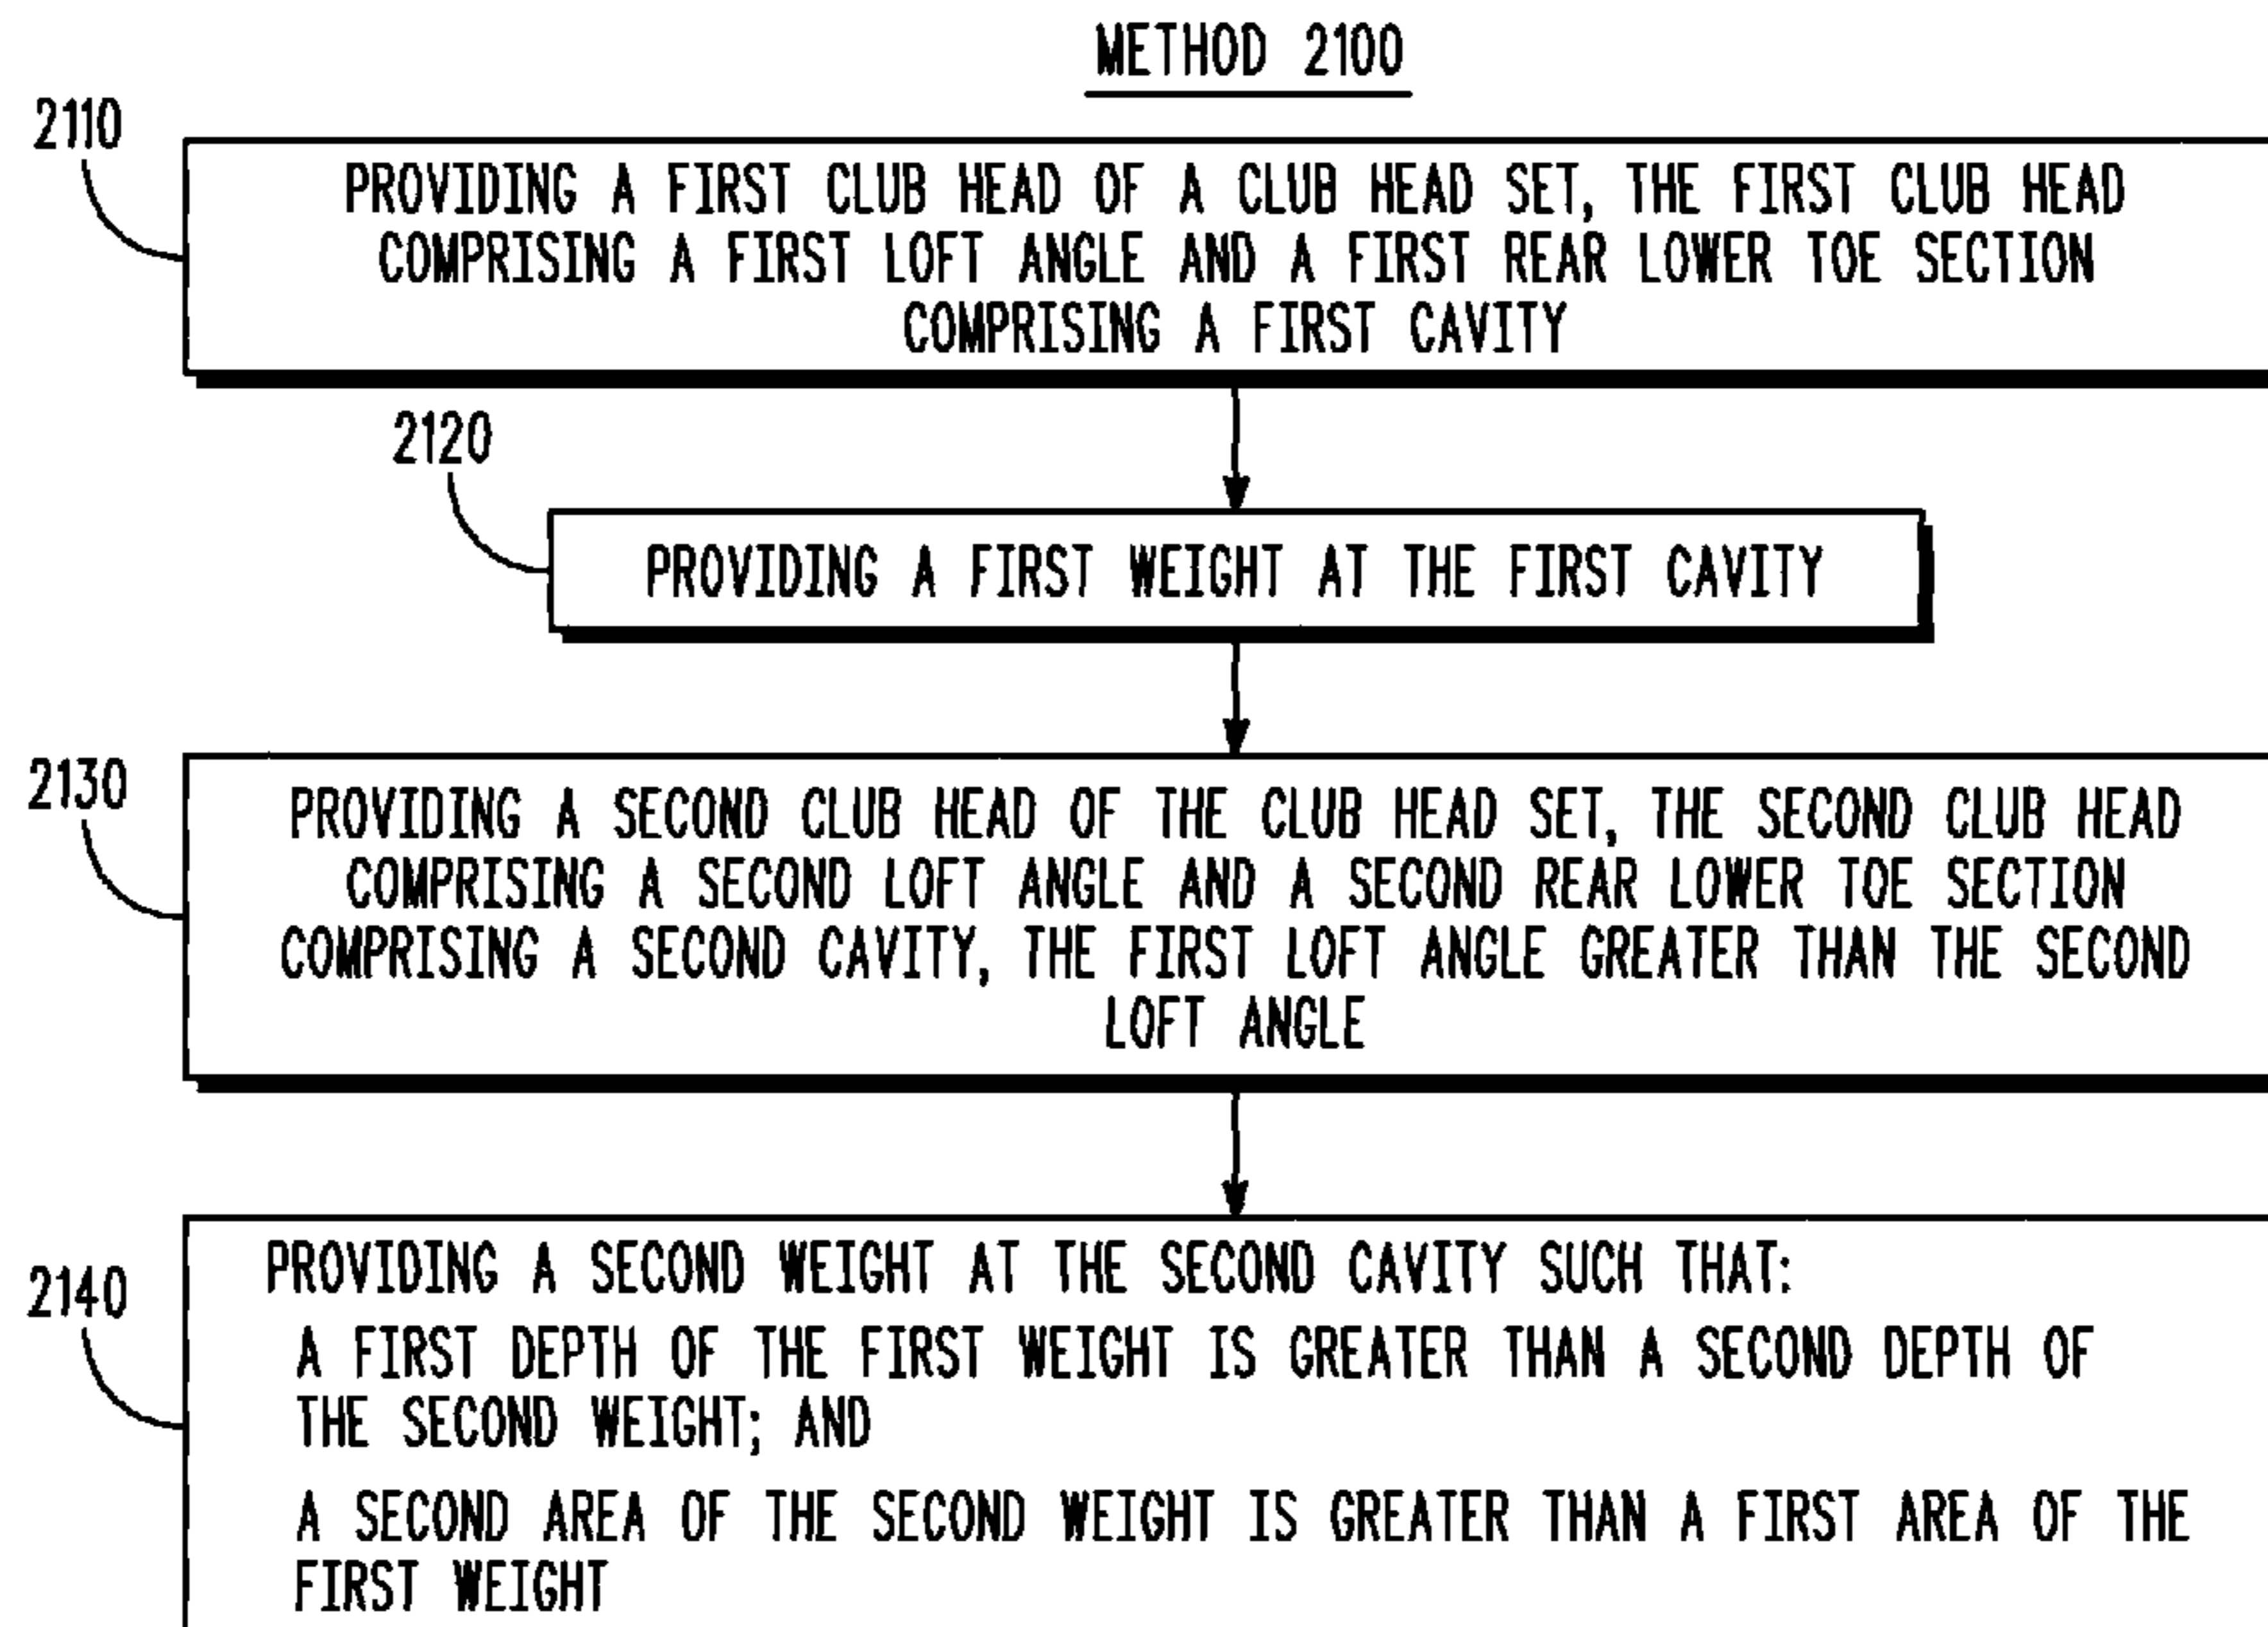 METHOD 2100
2110
PROVIDING A FIRST CLUB HEAD OF A CLUB HEAD SET, THE FIRST CLUB HEAD
COMPRISING A FIRST LOFT ANGLE AND A FIRST REAR LOWER TOE SECTION
COMPRISING A FIRST CAVITY
2120
PROVIDING A FIRST WEIGHT AT THE FIRST CAVITY
2130
PROVIDING A SECOND CLUB HEAD OF THE CLUB HEAD SET, THE SECOND CLUB HEAD
COMPRISING A SECOND LOFT ANGLE AND A SECOND REAR LOWER TOE SECTION
COMPRISING A SECOND CAVITY, THE FIRST LOFT ANGLE GREATER THAN THE SECOND
LOFT ANGLE
2140
PROVIDING A SECOND WEIGHT AT THE SECOND CAVITY SUCH THAT:
A FIRST DEPTH OF THE FIRST WEIGHT IS GREATER THAN A SECOND DEPTH OF
THE SECOND WEIGHT; AND
A SECOND AREA OF THE SECOND WEIGHT IS GREATER THAN A FIRST AREA OF THE
FIRST WEIGHT